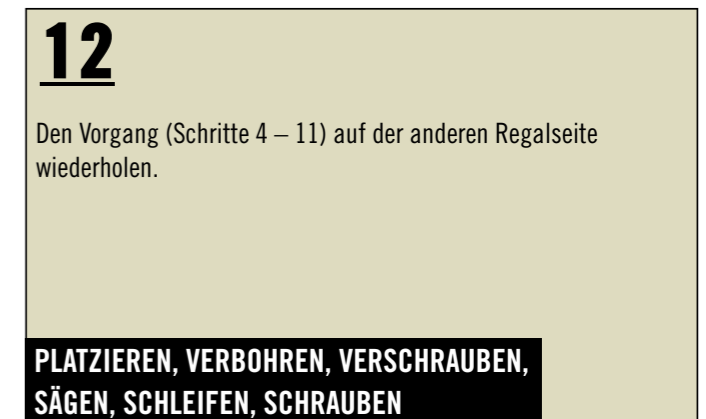 12
Den Vorgang (Schritte 4 – 11) auf der anderen Regalseite
wiederholen.
PLATZIEREN, VERBOHREN, VERSCHRAUBEN,
SÄGEN, SCHLEIFEN, SCHRAUBEN